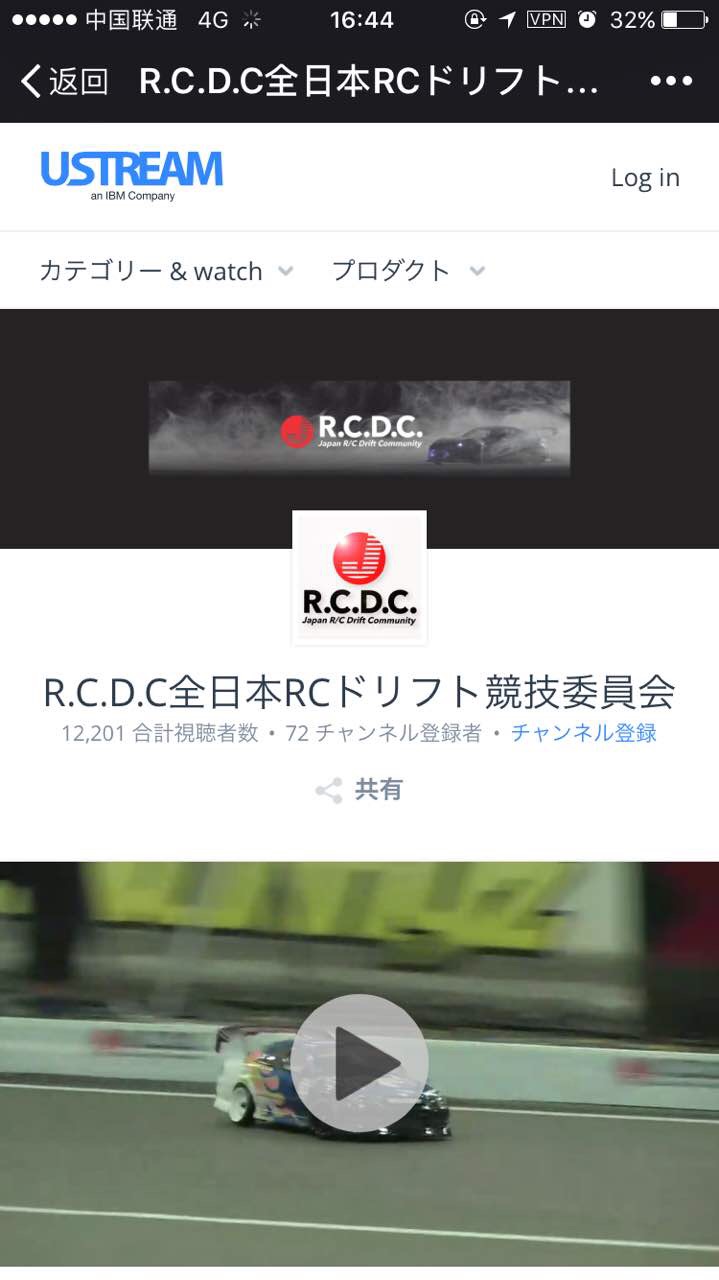 中国联通 4G 16:44 VPN 32%
返回 R.C.D.C全日本RCドリフト...
USTREAM
an IBM Company
Log in
カテゴリー & watch プロダクト
R.C.D.C.
Japan R/C Drift Community
R.C.D.C.
Japan R/C Drift Community
R.C.D.C全日本RCドリフト競技委員会
12,201 合計視聴者数 • 72 チャンネル登録者 • チャンネル登録
共有